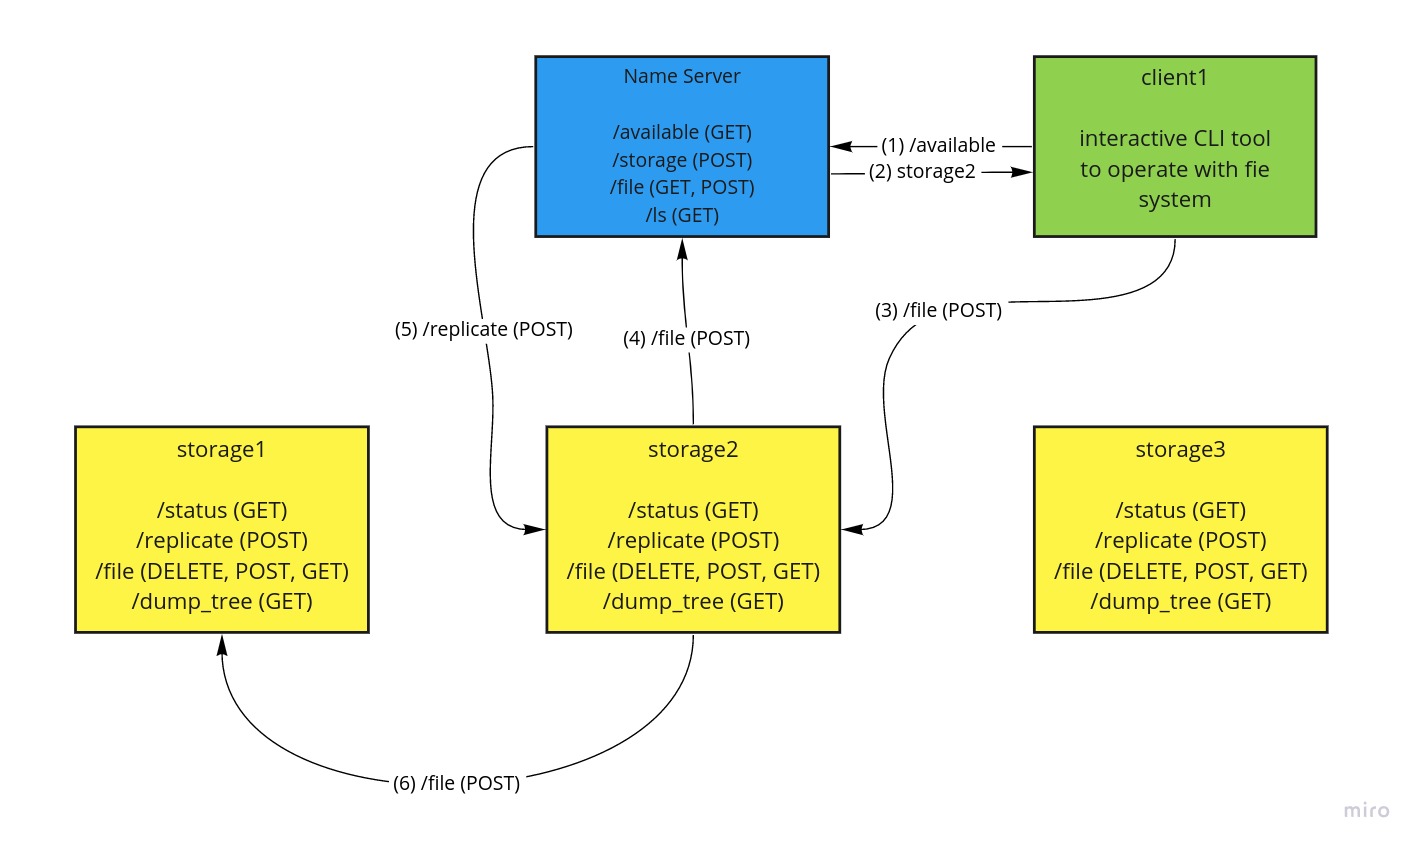 Name Server
/available (GET)
/storage (POST)
/file (GET, POST)
/ls (GET)
client1
interactive CLI tool
to operate with fie
system
(1) /available
(2) storage2
(3) /file (POST)
(5) /replicate (POST)
(4) /file (POST)
storage1
/status (GET)
/replicate (POST)
/file (DELETE, POST, GET)
/dump_tree (GET)
storage2
/status (GET)
/replicate (POST)
/file (DELETE, POST, GET)
/dump_tree (GET)
storage3
/status (GET)
/replicate (POST)
/file (DELETE, POST, GET)
/dump_tree (GET)
(6) /file (POST)
miro